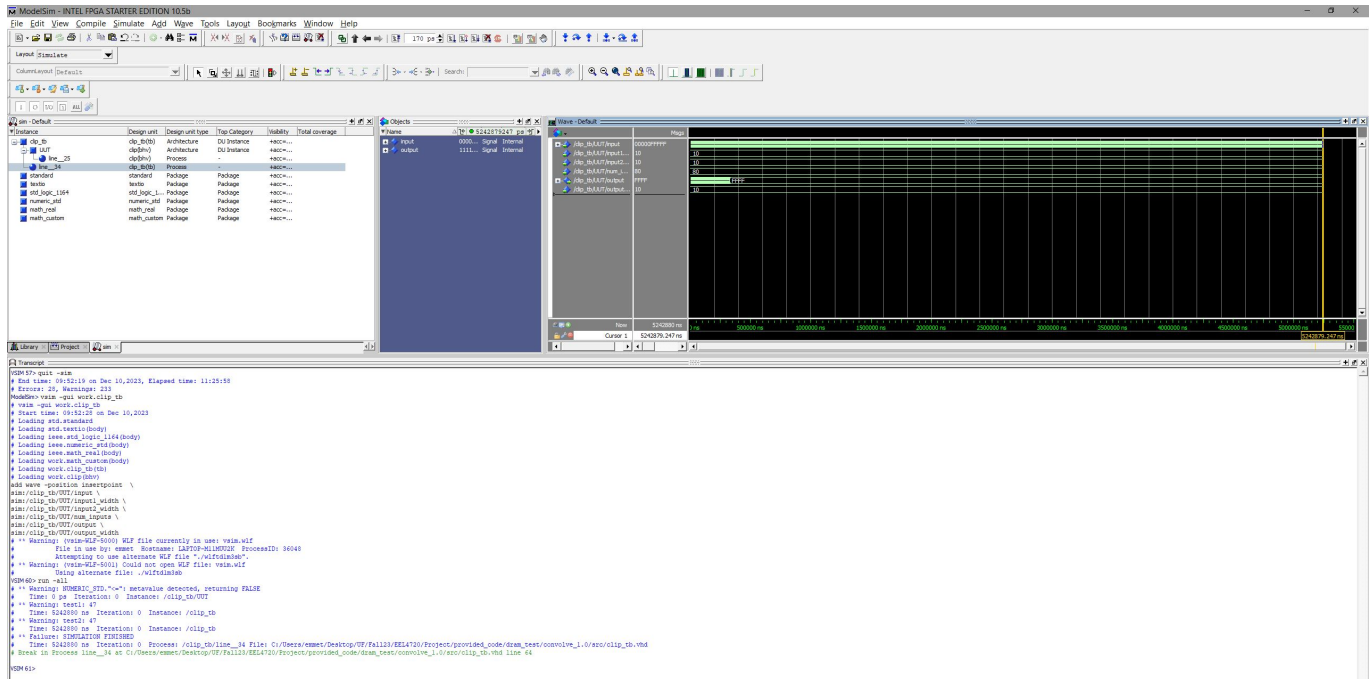 ModelSim - INTEL FPGA STARTER EDITION 10.5b
File Edit View Compile Simulate Add Wave Tools Layout Bookmarks Window Help
170 ps
Layout Simulate
ColumnLayout Default
Search:
sim - Default
Instance Design unit Design unit type Top Category Visibility Total coverage
clip_tb clip_tb(tb) Architecture DU Instance +acc=...
UUT clip(bhv) Architecture DU Instance +acc=...
line__25 clip(bhv) Process - +acc=...
line__34 clip_tb(tb) Process - +acc=...
standard standard Package Package +acc=...
textio textio Package Package +acc=...
std_logic_1164 std_logic_1... Package Package +acc=...
numeric_std numeric_std Package Package +acc=...
math_real math_real Package Package +acc=...
math_custom math_custom Package Package +acc=...
Library Project sim
Objects
Name 5242879247 ps
input 0000... Signal Internal
output 1111... Signal Internal
Wave - Default
Msgs
/clip_tb/UUT/input 00000FFFFF
/clip_tb/UUT/input1... 10 10
/clip_tb/UUT/input2... 10 10
/clip_tb/UUT/num_i... 80 80
/clip_tb/UUT/output FFFF FFFF
/clip_tb/UUT/output... 10 10
Now 5242880 ns 500000 ns 1000000 ns 1500000 ns 2000000 ns 2500000 ns 3000000 ns 3500000 ns 4000000 ns 4500000 ns 5000000 ns
Cursor 1 5242879.247 ns 5242879.247 ns
Transcript
VSIM 57> quit -sim
# End time: 09:52:19 on Dec 10,2023, Elapsed time: 11:25:58
# Errors: 28, Warnings: 233
ModelSim> vsim -gui work.clip_tb
# vsim -gui work.clip_tb
# Start time: 09:52:28 on Dec 10,2023
# Loading std.standard
# Loading std.textio(body)
# Loading ieee.std_logic_1164(body)
# Loading ieee.numeric_std(body)
# Loading ieee.math_real(body)
# Loading work.math_custom(body)
# Loading work.clip_tb(tb)
# Loading work.clip(bhv)
add wave -position insertpoint \
sim:/clip_tb/UUT/input \
sim:/clip_tb/UUT/input1_width \
sim:/clip_tb/UUT/input2_width \
sim:/clip_tb/UUT/num_inputs \
sim:/clip_tb/UUT/output \
sim:/clip_tb/UUT/output_width
# ** Warning: (vsim-WLF-5000) WLF file currently in use: vsim.wlf
# File in use by: emmet Hostname: LAPTOP-M11MUU2K ProcessID: 36048
# Attempting to use alternate WLF file "./wlftdlm3sb".
# ** Warning: (vsim-WLF-5001) Could not open WLF file: vsim.wlf
# Using alternate file: ./wlftdlm3sb
VSIM 60> run -all
# ** Warning: NUMERIC_STD."<=": metavalue detected, returning FALSE
# Time: 0 ps Iteration: 0 Instance: /clip_tb/UUT
# ** Warning: test1: 47
# Time: 5242880 ns Iteration: 0 Instance: /clip_tb
# ** Warning: test2: 47
# Time: 5242880 ns Iteration: 0 Instance: /clip_tb
# ** Failure: SIMULATION FINISHED
# Time: 5242880 ns Iteration: 0 Process: /clip_tb/line__34 File: C:/Users/emmet/Desktop/UF/Fall23/EEL4720/Project/provided_code/dram_test/convolve_1.0/src/clip_tb.vhd
# Break in Process line__34 at C:/Users/emmet/Desktop/UF/Fall23/EEL4720/Project/provided_code/dram_test/convolve_1.0/src/clip_tb.vhd line 64
VSIM 61>